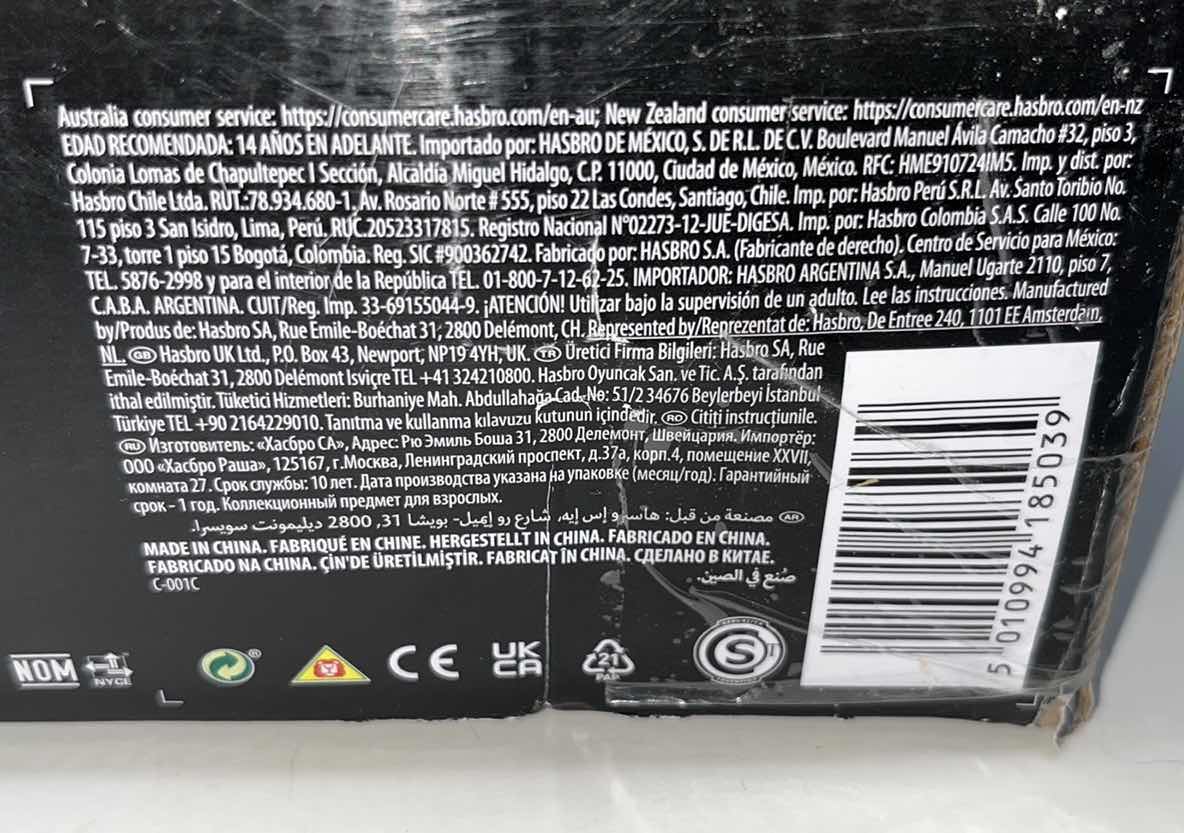 Australia consumer service: https://consumercare.hasbro.com/en-au; New Zealand consumer service: https://consumercare.hasbro.com/en-nz
EDAD RECOMENDADA: 14 AÑOS EN ADELANTE. Importado por: HASBRO DE MÉXICO, S. DE R.L. DE C.V. Boulevard Manuel Ávila Camacho #32, piso 3,
Colonia Lomas de Chapultepec I Sección, Alcaldía Miguel Hidalgo, C.P. 11000, Ciudad de México, México. RFC: HME910724IM5. Imp. y dist. por:
Hasbro Chile Ltda. RUT.:78.934.680-1. Av. Rosario Norte # 555, piso 22 Las Condes, Santiago, Chile. Imp. por: Hasbro Perú S.R.L. Av. Santo Toribio No.
115 piso 3 San Isidro, Lima, Perú. RUC.20523317815. Registro Nacional N°02273-12-JUE-DIGESA. Imp. por: Hasbro Colombia S.A.S. Calle 100 No.
7-33, torre 1 piso 15 Bogotá, Colombia. Reg. SIC #900362742. Fabricado por: HASBRO S.A. (Fabricante de derecho). Centro de Servicio para México:
TEL. 5876-2998 y para el interior de la República TEL. 01-800-7-12-62-25. IMPORTADOR: HASBRO ARGENTINA S.A., Manuel Ugarte 2110, piso 7,
C.A.B.A. ARGENTINA. CUIT/Reg. Imp. 33-69155044-9. ¡ATENCIÓN! Utilizar bajo la supervisión de un adulto. Lee las instrucciones. Manufactured
by/Produs de: Hasbro SA, Rue Emile-Boéchat 31, 2800 Delémont, CH. Represented by/Reprezentat de: Hasbro, De Entree 240, 1101 EE Amsterdam,
NL. GB Hasbro UK Ltd., P.O. Box 43, Newport, NP19 4YH, UK. TR Üretici Firma Bilgileri: Hasbro SA, Rue
Emile-Boéchat 31, 2800 Delémont Isviçre TEL +41 324210800. Hasbro Oyuncak San. ve Tic. A.Ş. tarafından
ithal edilmiştir. Tüketici Hizmetleri: Burhaniye Mah. Abdullahağa Cad. No: 51/2 34676 Beylerbeyi İstanbul
Türkiye TEL +90 2164229010. Tanıtma ve kullanma kılavuzu kutunun içindedir. RO Citiți instrucțiunile.
RU Изготовитель: «Хасбро СА», Адрес: Рю Эмиль Боша 31, 2800 Делемонт, Швейцария. Импортёр:
ООО «Хасбро Раша», 125167, г.Москва, Ленинградский проспект, д.37а, корп.4, помещение XXVII,
комната 27. Срок службы: 10 лет. Дата производства указана на упаковке (месяц/год). Гарантийный
срок – 1 год. Коллекционный предмет для взрослых.
AR مصنعة من قبل: هاسبرو إس إيه، شارع رو إميل- بويشا 31، 2800 ديليمونت سويسرا.
MADE IN CHINA. FABRIQUÉ EN CHINE. HERGESTELLT IN CHINA. FABRICADO EN CHINA.
FABRICADO NA CHINA. ÇİN'DE ÜRETİLMİŞTİR. FABRICAT ÎN CHINA. СДЕЛАНО В КИТАЕ.
صُنع في الصين.
C-001C
NOM NYCE
CE
UK
CA
21
PAP
S
5 010994 185039